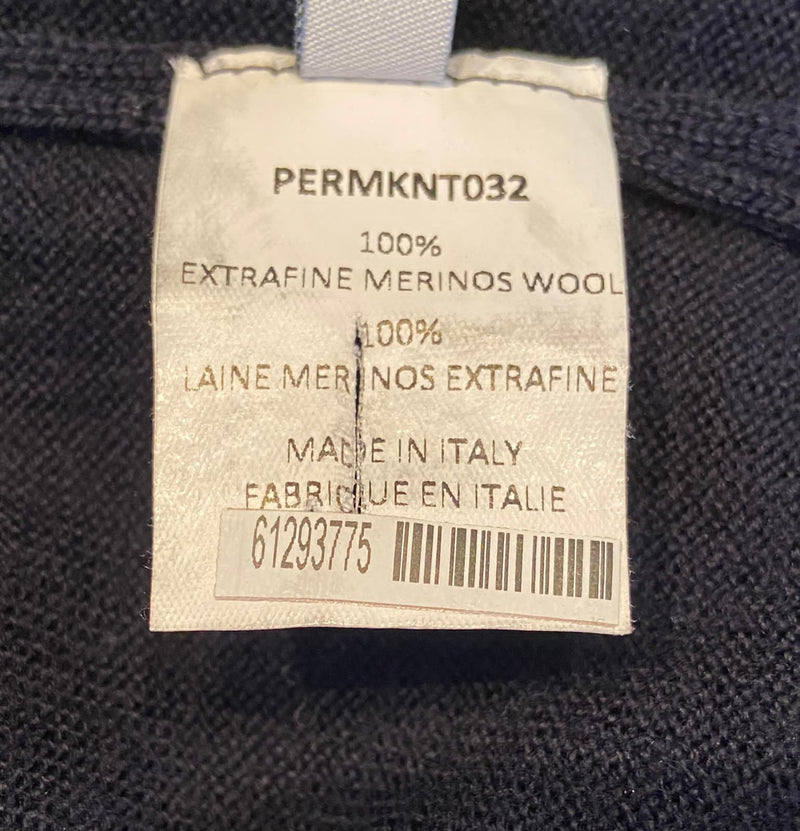 PERMKNT032
100%
EXTRAFINE MERINOS WOOL
100%
LAINE MERINOS EXTRAFINE
MADE IN ITALY
FABRIQUE EN ITALIE
61293775